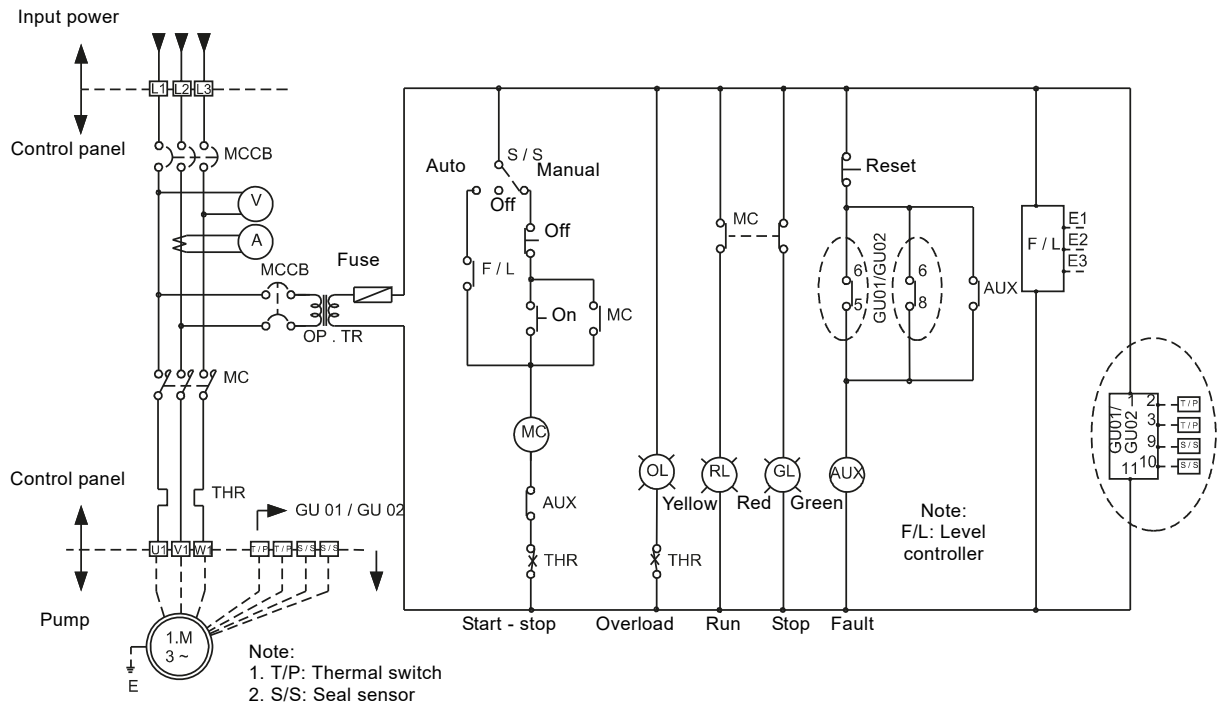 Input power
L1 L2 L3
Control panel
MCCB
V
A
MCCB
Fuse
OP . TR
MC
Control panel
THR
GU 01 / GU 02
U1 V1 W1
T / P T / P S / S S / S
Pump
1.M
3 ~
E
Note:
1. T/P: Thermal switch
2. S/S: Seal sensor
S / S
Auto
Manual
Off
Off
F / L
On
MC
MC
AUX
THR
Start - stop
OL
Yellow
THR
Overload
MC
RL
Red
Run
GL
Green
Stop
Reset
6
5
GU01/GU02
6
8
AUX
AUX
Fault
F / L
E1
E2
E3
Note:
F/L: Level
controller
GU01/
GU02
1
2
3
9
10
11
T / P
T / P
S / S
S / S